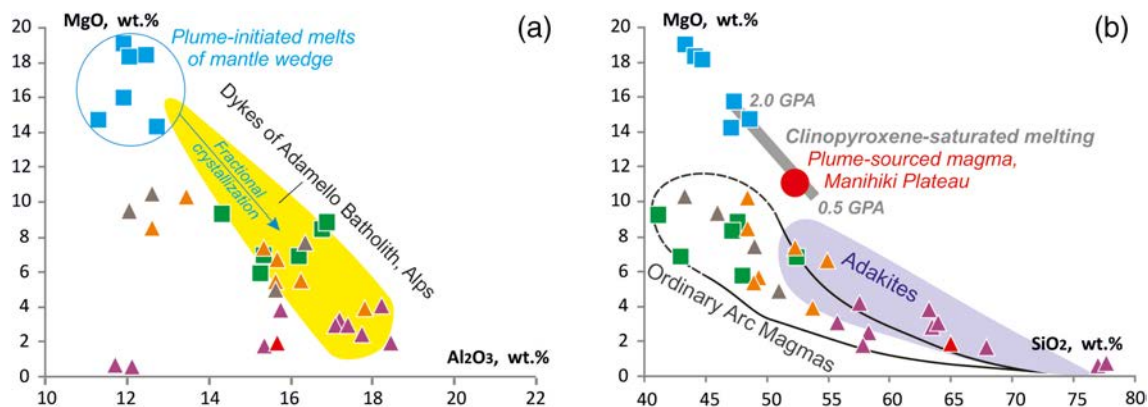 MgO, wt.%
(a)
20
18
16
14
12
10
8
6
4
2
0
Plume-initiated melts
of mantle wedge
Dykes of Adamello Batholith, Alps
Fractional
crystallization
Al2O3, wt.%
10
12
14
16
18
20
22
MgO, wt.%
(b)
20
18
16
14
12
10
8
6
4
2
0
2.0 GPA
Clinopyroxene-saturated melting
Plume-sourced magma,
Manihiki Plateau
0.5 GPA
Adakites
Ordinary Arc Magmas
SiO2, wt.%
40
45
50
55
60
65
70
75
80